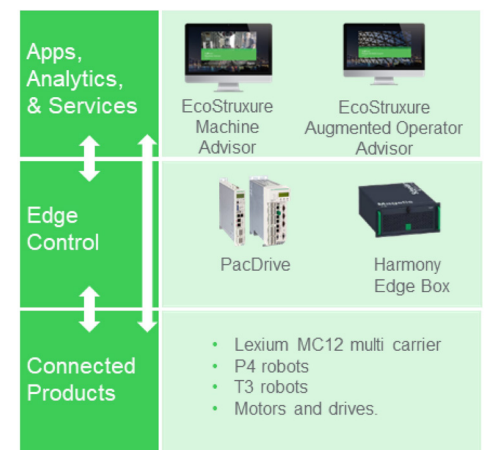 Apps,
Analytics,
& Services
EcoStruxure
Machine
Advisor
EcoStruxure
Augmented Operator
Advisor
Edge
Control
PacDrive
Magelis
Harmony
Edge Box
Connected
Products
• Lexium MC12 multi carrier
• P4 robots
• T3 robots
• Motors and drives.